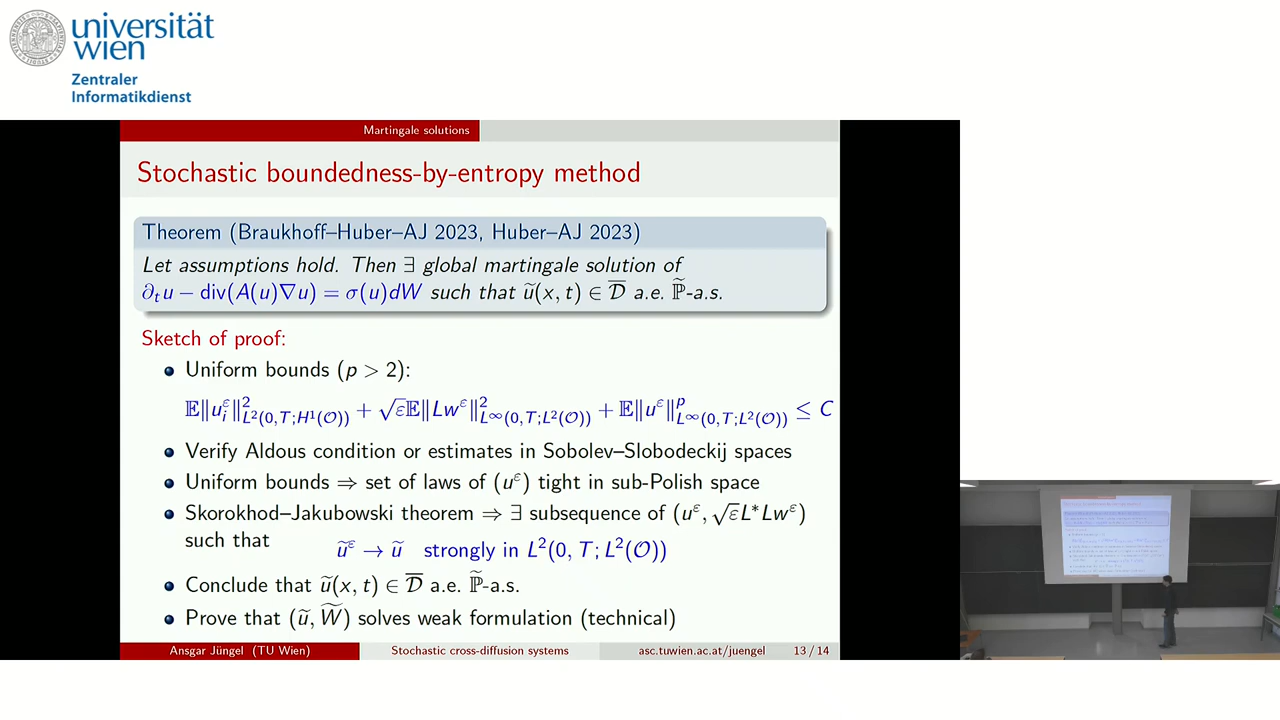 universität
wien
Zentraler
Informatikdienst
Martingale solutions
Stochastic boundedness-by-entropy method
Theorem (Braukhoff–Huber–AJ 2023, Huber–AJ 2023)
Let assumptions hold. Then ∃ global martingale solution of
∂ₜu − div(A(u)∇u) = σ(u)dW such that ũ(x, t) ∈ D̅ a.e. P̃-a.s.
Sketch of proof:
Uniform bounds (p > 2):
𝔼‖u_i^ε‖²_{L²(0,T;H¹(𝒪))} + √ε𝔼‖Lw^ε‖²_{L^∞(0,T;L²(𝒪))} + 𝔼‖u^ε‖^p_{L^∞(0,T;L²(𝒪))} ≤ C
Verify Aldous condition or estimates in Sobolev–Slobodeckij spaces
Uniform bounds ⇒ set of laws of (u^ε) tight in sub-Polish space
Skorokhod–Jakubowski theorem ⇒ ∃ subsequence of (u^ε, √εL*Lw^ε)
such that ũ^ε → ũ strongly in L²(0, T; L²(𝒪))
Conclude that ũ(x, t) ∈ D̅ a.e. P̃-a.s.
Prove that (ũ, W̃) solves weak formulation (technical)
Ansgar Jüngel (TU Wien) Stochastic cross-diffusion systems asc.tuwien.ac.at/juengel 13 / 14